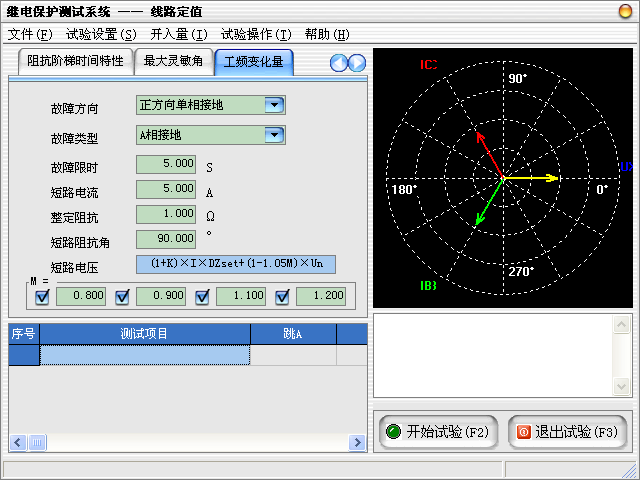 继电保护测试系统 —— 线路定值
文件(F) 试验设置(S) 开入量(I) 试验操作(T) 帮助(H)
阻抗阶梯时间特性 最大灵敏角 工频变化量
故障方向 正方向单相接地
故障类型 A相接地
故障限时 5.000 S
短路电流 5.000 A
整定阻抗 1.000 Ω
短路阻抗角 90.000 °
短路电压 (1+K)×I×DZset+(1-1.05M)×Un
M =
0.800 0.900 1.100 1.200
序号 测试项目 跳A
90°
180°
0°
270°
开始试验(F2) 退出试验(F3)